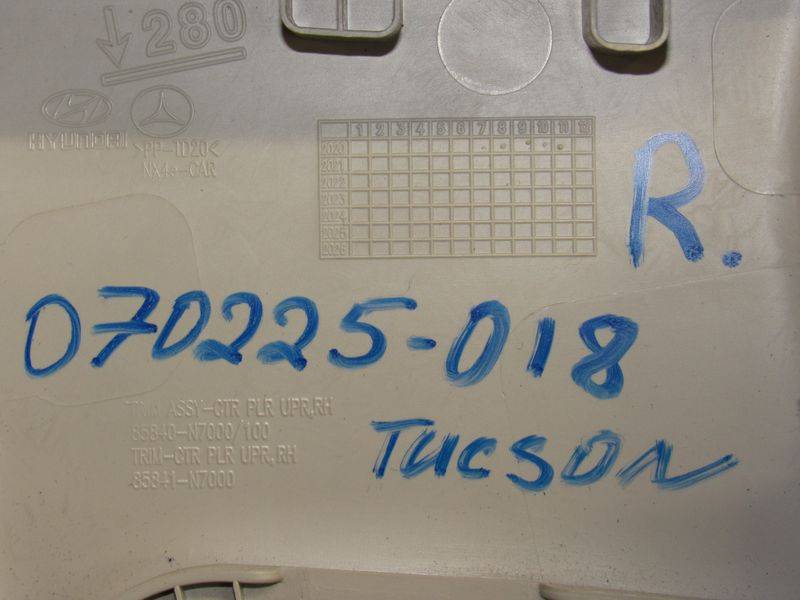 280
HYUNDAI
>PP-TD20<
NX4e-CAR
1 2 3 4 5 6 7 8 9 10 11 12
2020
2021
2022
2023
2024
2025
2026
R.
070225-018
TRIM ASSY-CTR PLR UPR,RH
85840-N7000/100
TRIM-CTR PLR UPR,RH
85841-N7000
TUCSON